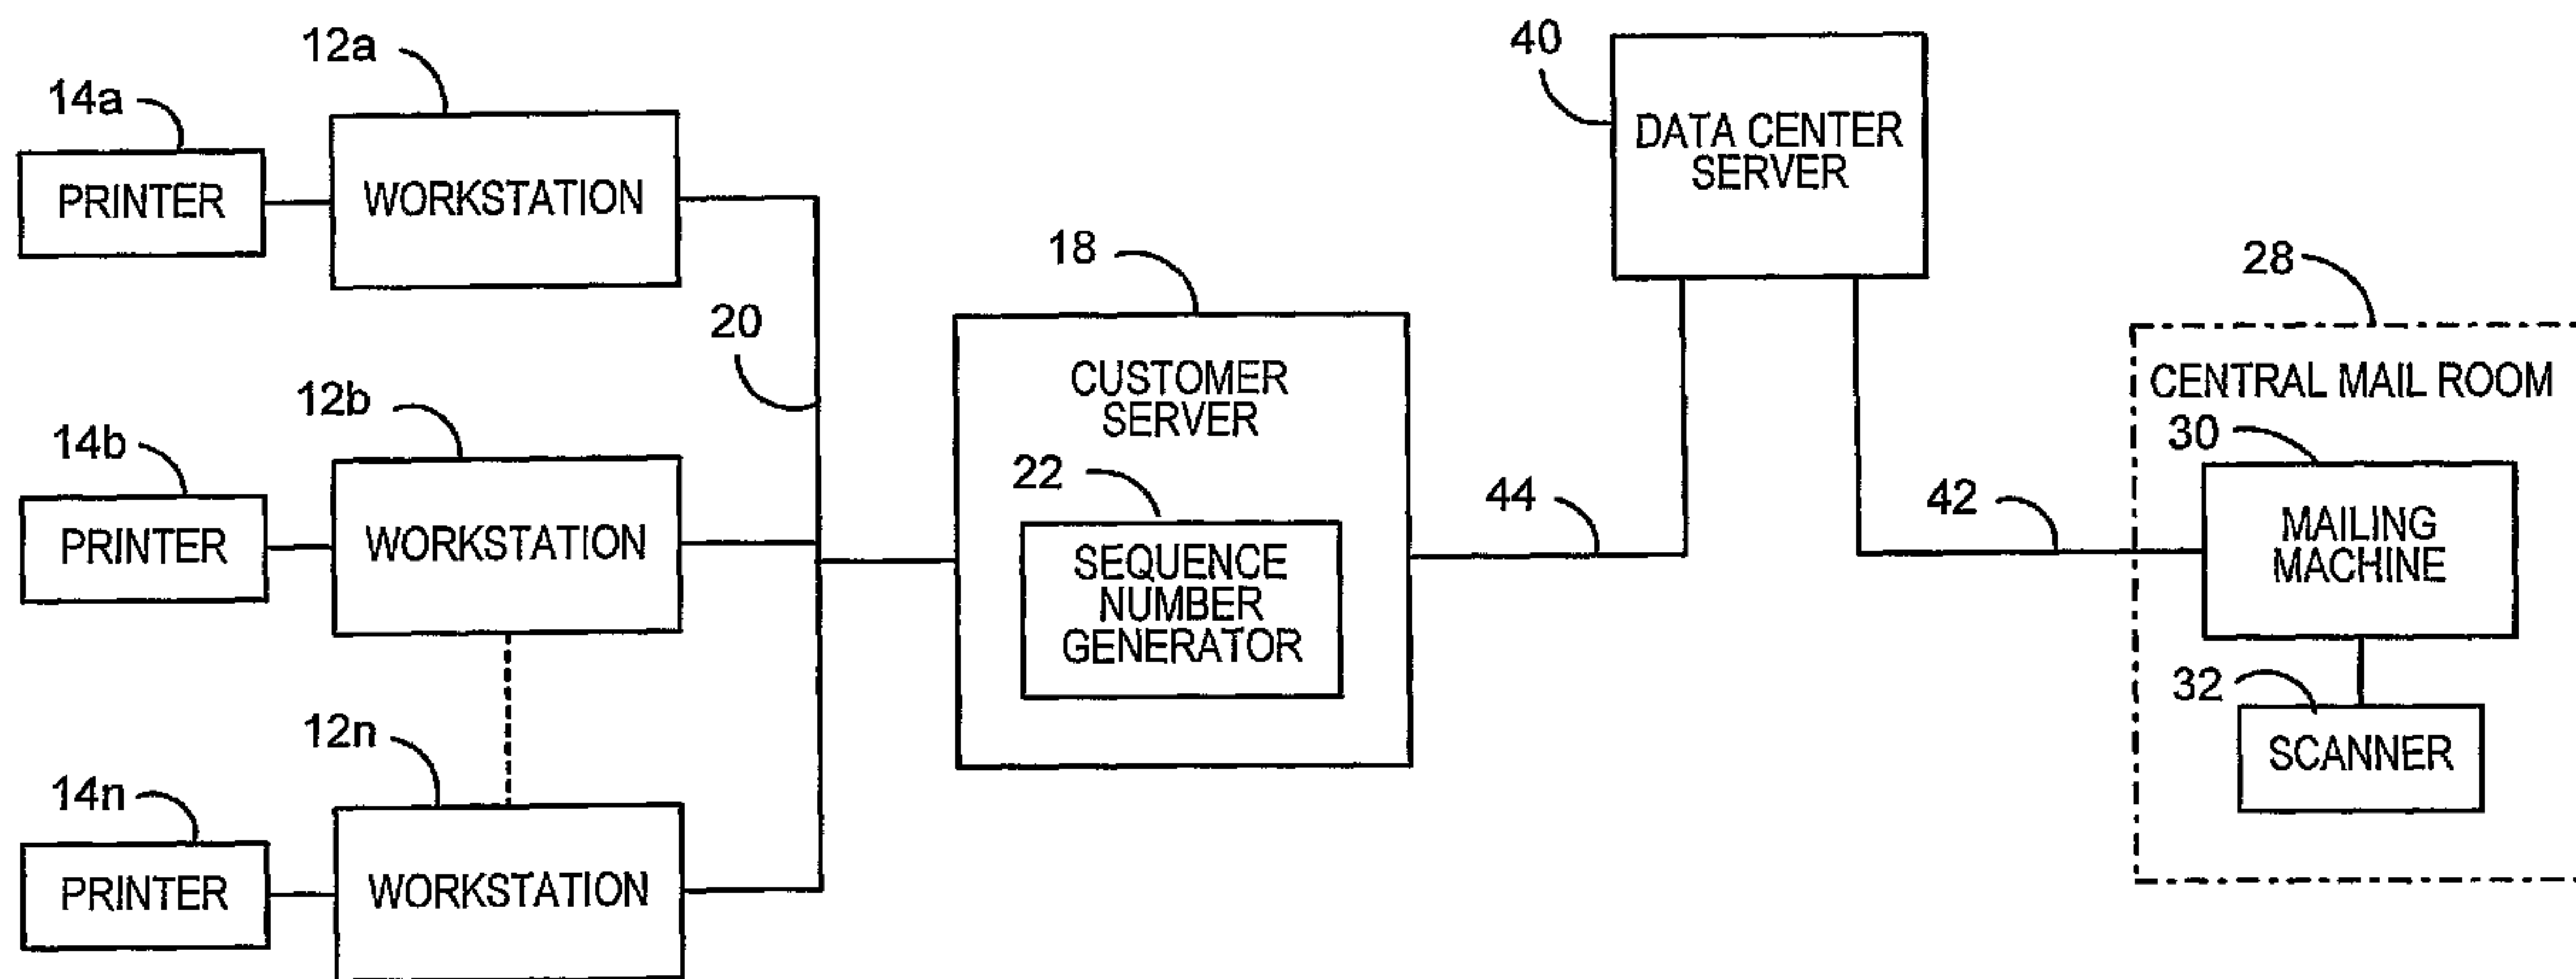 12a
14a
PRINTER
WORKSTATION
20
12b
14b
PRINTER
WORKSTATION
12n
14n
PRINTER
WORKSTATION
18
CUSTOMER
SERVER
22
SEQUENCE
NUMBER
GENERATOR
44
40
DATA CENTER
SERVER
42
28
CENTRAL MAIL ROOM
30
MAILING
MACHINE
32
SCANNER